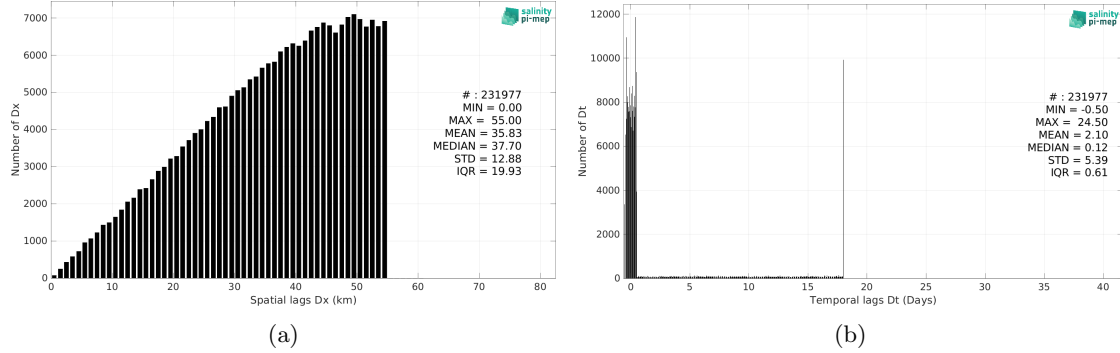 salinity
pi-mep
7000
6000
5000
4000
3000
2000
1000
0
Number of Dx
# : 231977
MIN = 0.00
MAX = 55.00
MEAN = 35.83
MEDIAN = 37.70
STD = 12.88
IQR = 19.93
0 10 20 30 40 50 60 70 80
Spatial lags Dx (km)
(a)
salinity
pi-mep
12000
10000
8000
6000
4000
2000
0
Number of Dt
# : 231977
MIN = -0.50
MAX = 24.50
MEAN = 2.10
MEDIAN = 0.12
STD = 5.39
IQR = 0.61
0 5 10 15 20 25 30 35 40
Temporal lags Dt (Days)
(b)